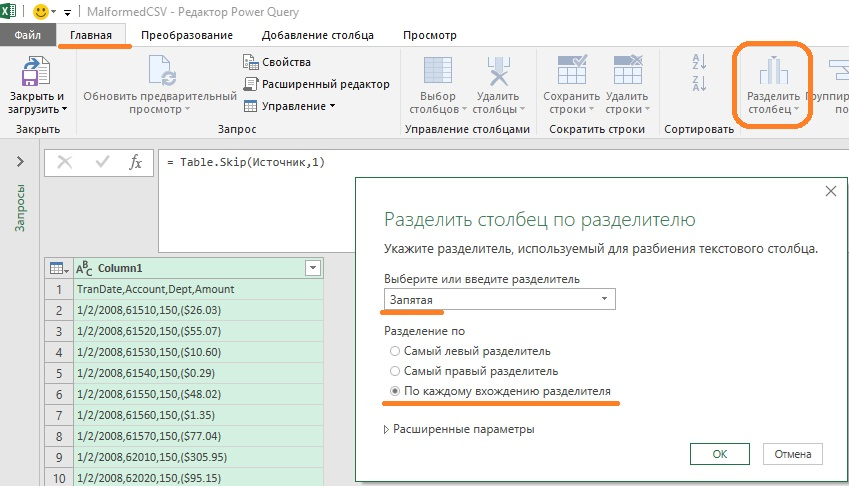 MalformedCSV - Редактор Power Query
Файл Главная Преобразование Добавление столбца Просмотр
Закрыть и загрузить
Обновить предварительный просмотр
Свойства
Расширенный редактор
Управление
Выбор столбцов
Удалить столбцы
Сохранить строки
Удалить строки
Разделить столбец
Группир
по
Закрыть Запрос Управление столбцами Сократить строки Сортировать
= Table.Skip(Источник,1)
Запросы
Column1
1 TranDate,Account,Dept,Amount
2 1/2/2008,61510,150,($26.03)
3 1/2/2008,61520,150,($55.07)
4 1/2/2008,61530,150,($10.60)
5 1/2/2008,61540,150,($0.29)
6 1/2/2008,61550,150,($48.02)
7 1/2/2008,61560,150,($1.35)
8 1/2/2008,61570,150,($77.04)
9 1/2/2008,62010,150,($305.95)
10 1/2/2008,62020,150,($95.15)
Разделить столбец по разделителю
Укажите разделитель, используемый для разбиения текстового столбца.
Выберите или введите разделитель
Запятая
Разделение по
Самый левый разделитель
Самый правый разделитель
По каждому вхождению разделителя
Расширенные параметры
ОК Отмена